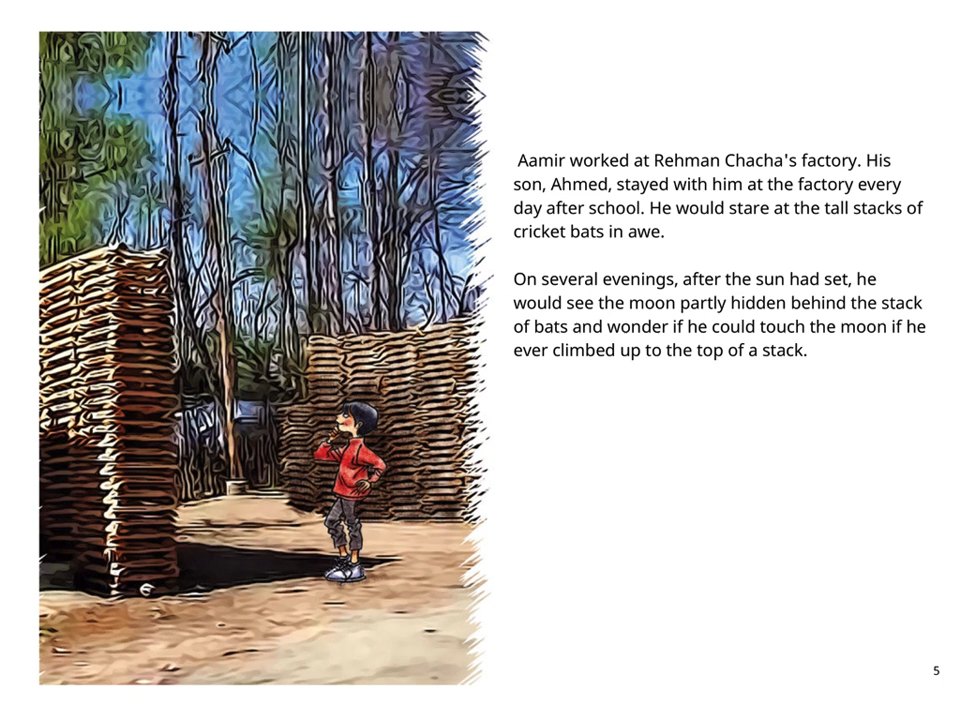 Aamir worked at Rehman Chacha's factory. His
son, Ahmed, stayed with him at the factory every
day after school. He would stare at the tall stacks of
cricket bats in awe.
On several evenings, after the sun had set, he
would see the moon partly hidden behind the stack
of bats and wonder if he could touch the moon if he
ever climbed up to the top of a stack.
5